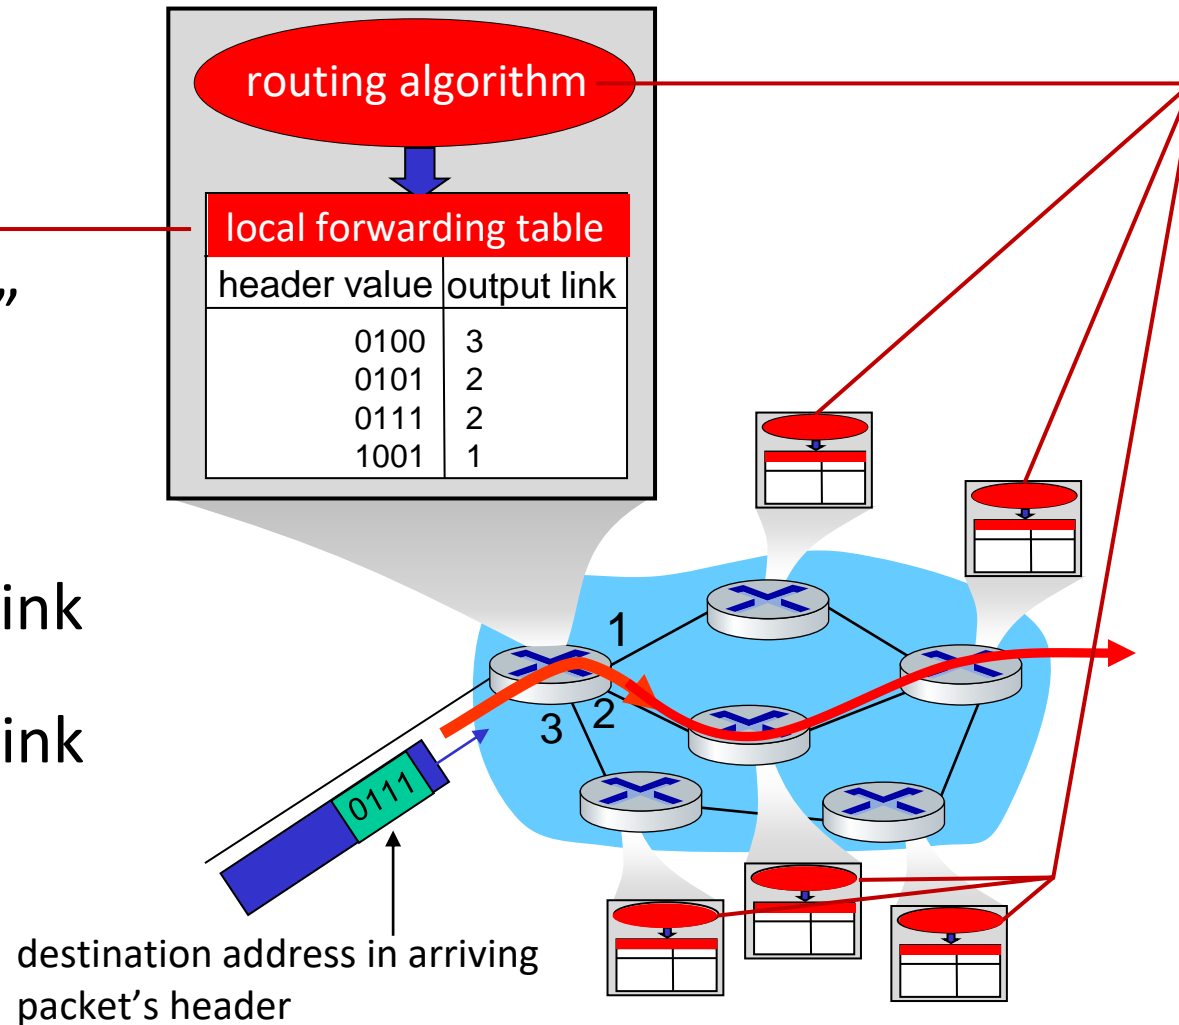 routing algorithm
local forwarding table
header value output link
0100 3
0101 2
0111 2
1001 1
”
ink
ink
1
2
3
0111
destination address in arriving
packet’s header